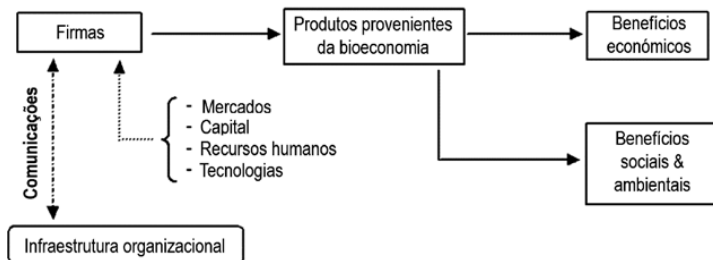 Firmas
Produtos provenientes
da bioeconomia
Benefícios
económicos
Comunicações
- Mercados
- Capital
- Recursos humanos
- Tecnologias
Benefícios
sociais &
ambientais
Infraestrutura organizacional